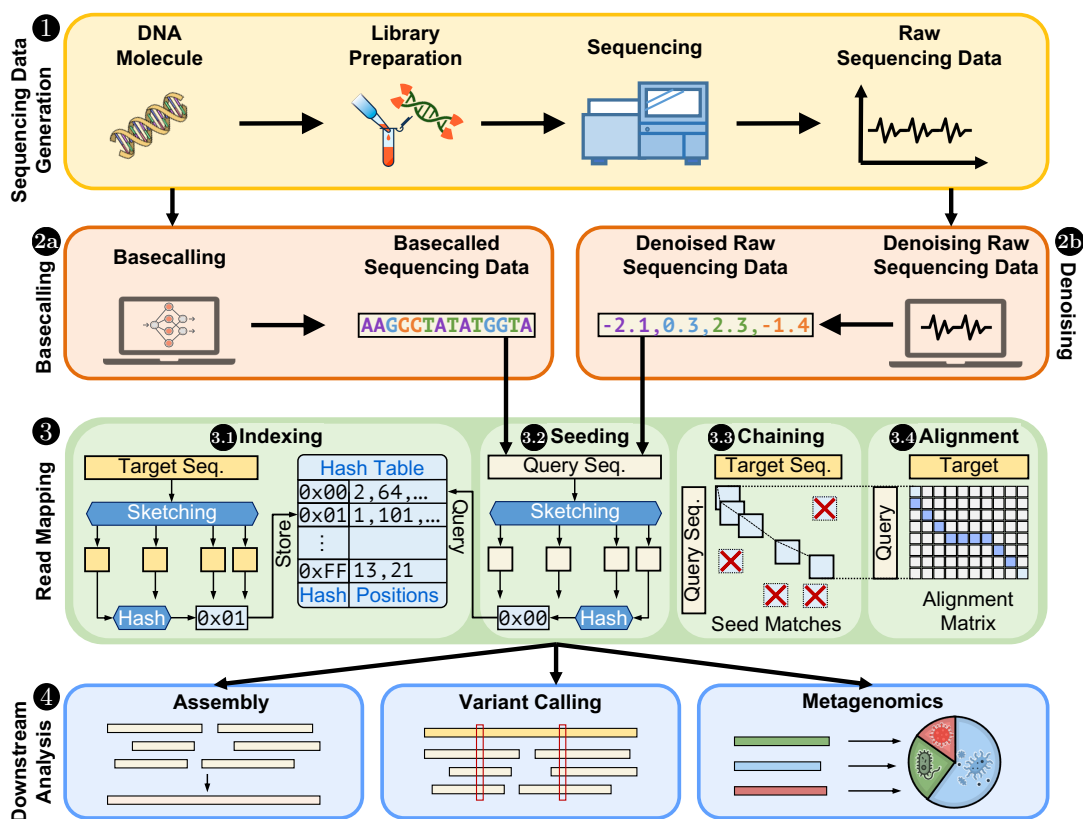 1
Sequencing Data
Generation
DNA
Molecule
Library
Preparation
Sequencing
Raw
Sequencing Data
2a
Basecalling
Basecalling
Basecalled
Sequencing Data
AAGCCTATATGGTA
Denoised Raw
Sequencing Data
-2.1,0.3,2.3,-1.4
Denoising Raw
Sequencing Data
2b
Denoising
3
Read Mapping
3.1 Indexing
Target Seq.
Sketching
Hash
0x01
Store
Hash Table
0x00 2,64,…
0x01 1,101,…
⋮
0xFF 13,21
Hash Positions
Query
3.2 Seeding
Query Seq.
Sketching
0x00
Hash
3.3 Chaining
Target Seq.
Query Seq.
Seed Matches
3.4 Alignment
Target
Query
Alignment
Matrix
4
Downstream
Analysis
Assembly
Variant Calling
Metagenomics